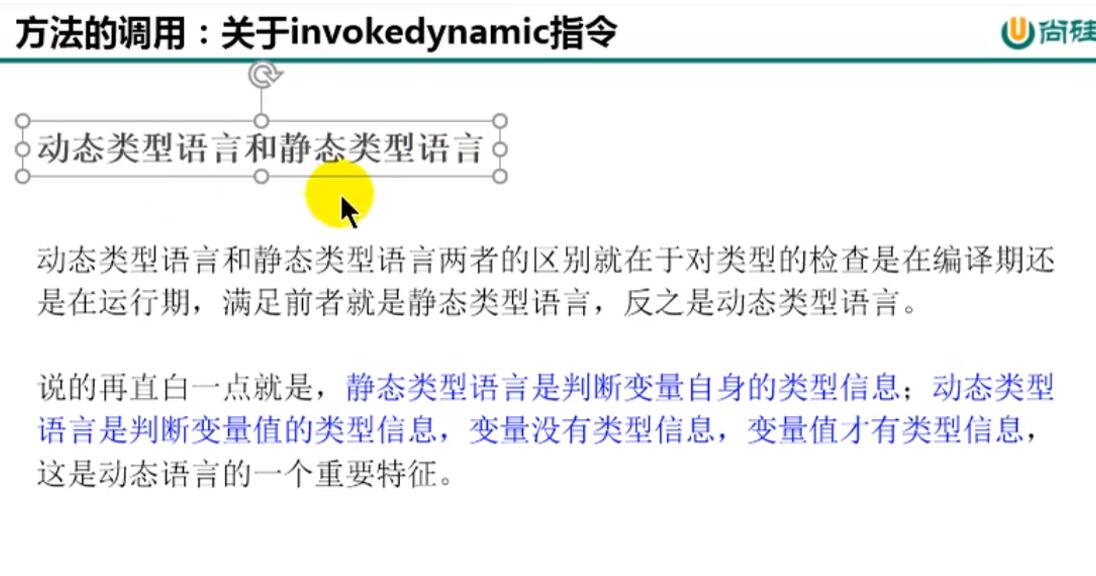 方法的调用：关于invokedynamic指令
尚硅
动态类型语言和静态类型语言
动态类型语言和静态类型语言两者的区别就在于对类型的检查是在编译期还
是在运行期，满足前者就是静态类型语言，反之是动态类型语言。
说的再直白一点就是，静态类型语言是判断变量自身的类型信息；动态类型
语言是判断变量值的类型信息，变量没有类型信息，变量值才有类型信息，
这是动态语言的一个重要特征。